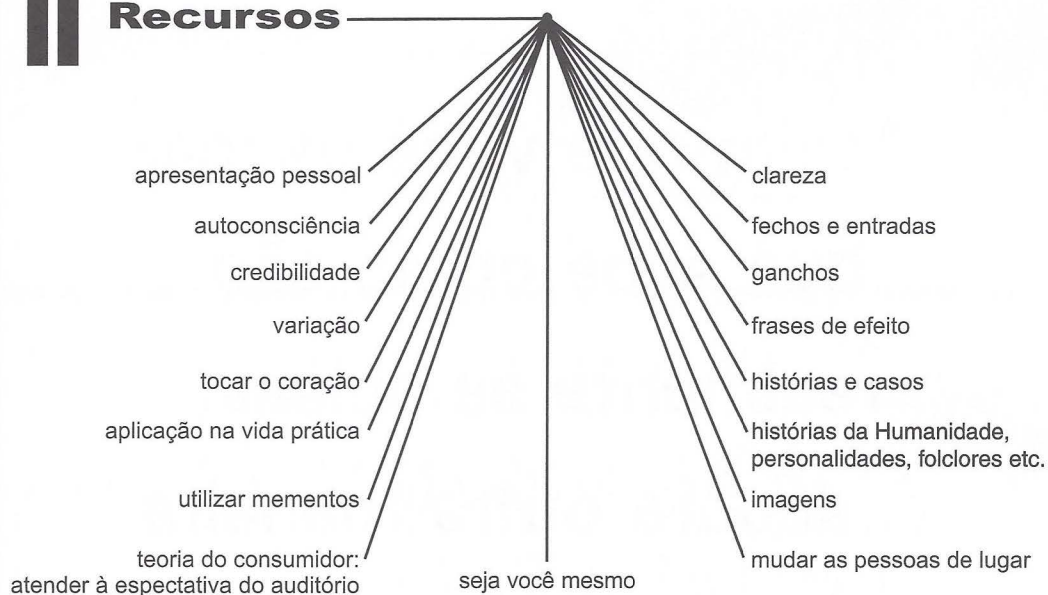 II Recursos
apresentação pessoal
autoconsciência
credibilidade
variação
tocar o coração
aplicação na vida prática
utilizar mementos
teoria do consumidor:
atender à espectativa do auditório
seja você mesmo
clareza
fechos e entradas
ganchos
frases de efeito
histórias e casos
histórias da Humanidade,
personalidades, folclores etc.
imagens
mudar as pessoas de lugar